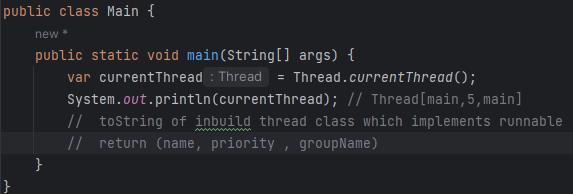 public class Main {
new *
public static void main(String[] args) {
var currentThread : Thread = Thread.currentThread();
System.out.println(currentThread); // Thread[main,5,main]
// toString of inbuild thread class which implements runnable
// return (name, priority , groupName)
}
}